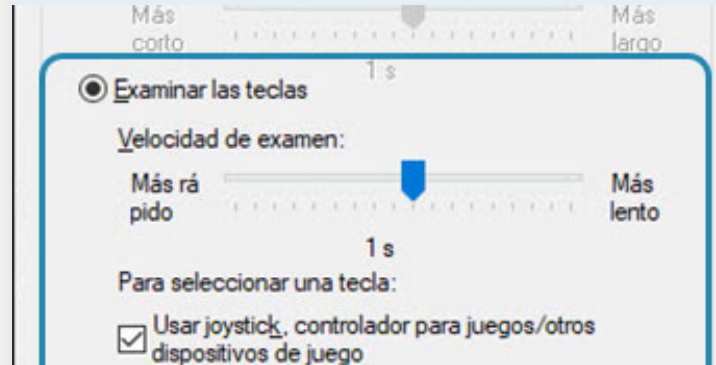 Más
corto
Más
largo
1 s
Examinar las teclas
Velocidad de examen:
Más rá
pido
Más
lento
1 s
Para seleccionar una tecla:
Usar joystick, controlador para juegos/otros
dispositivos de juego